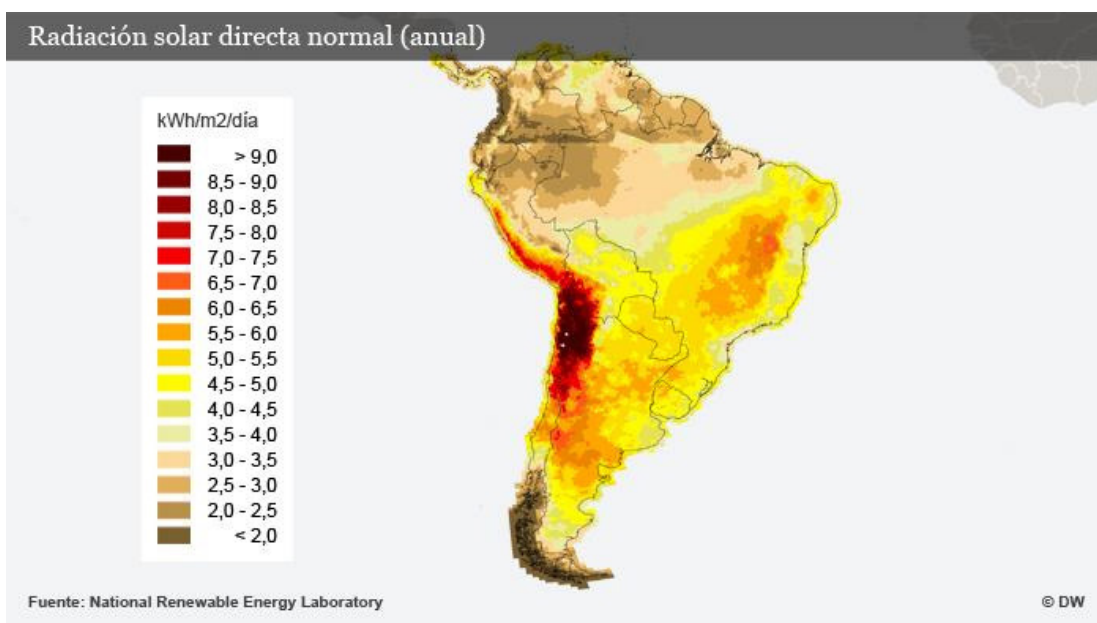 Radiación solar directa normal (anual)
kWh/m2/día
> 9,0
8,5 - 9,0
8,0 - 8,5
7,5 - 8,0
7,0 - 7,5
6,5 - 7,0
6,0 - 6,5
5,5 - 6,0
5,0 - 5,5
4,5 - 5,0
4,0 - 4,5
3,5 - 4,0
3,0 - 3,5
2,5 - 3,0
2,0 - 2,5
< 2,0
Fuente: National Renewable Energy Laboratory
© DW